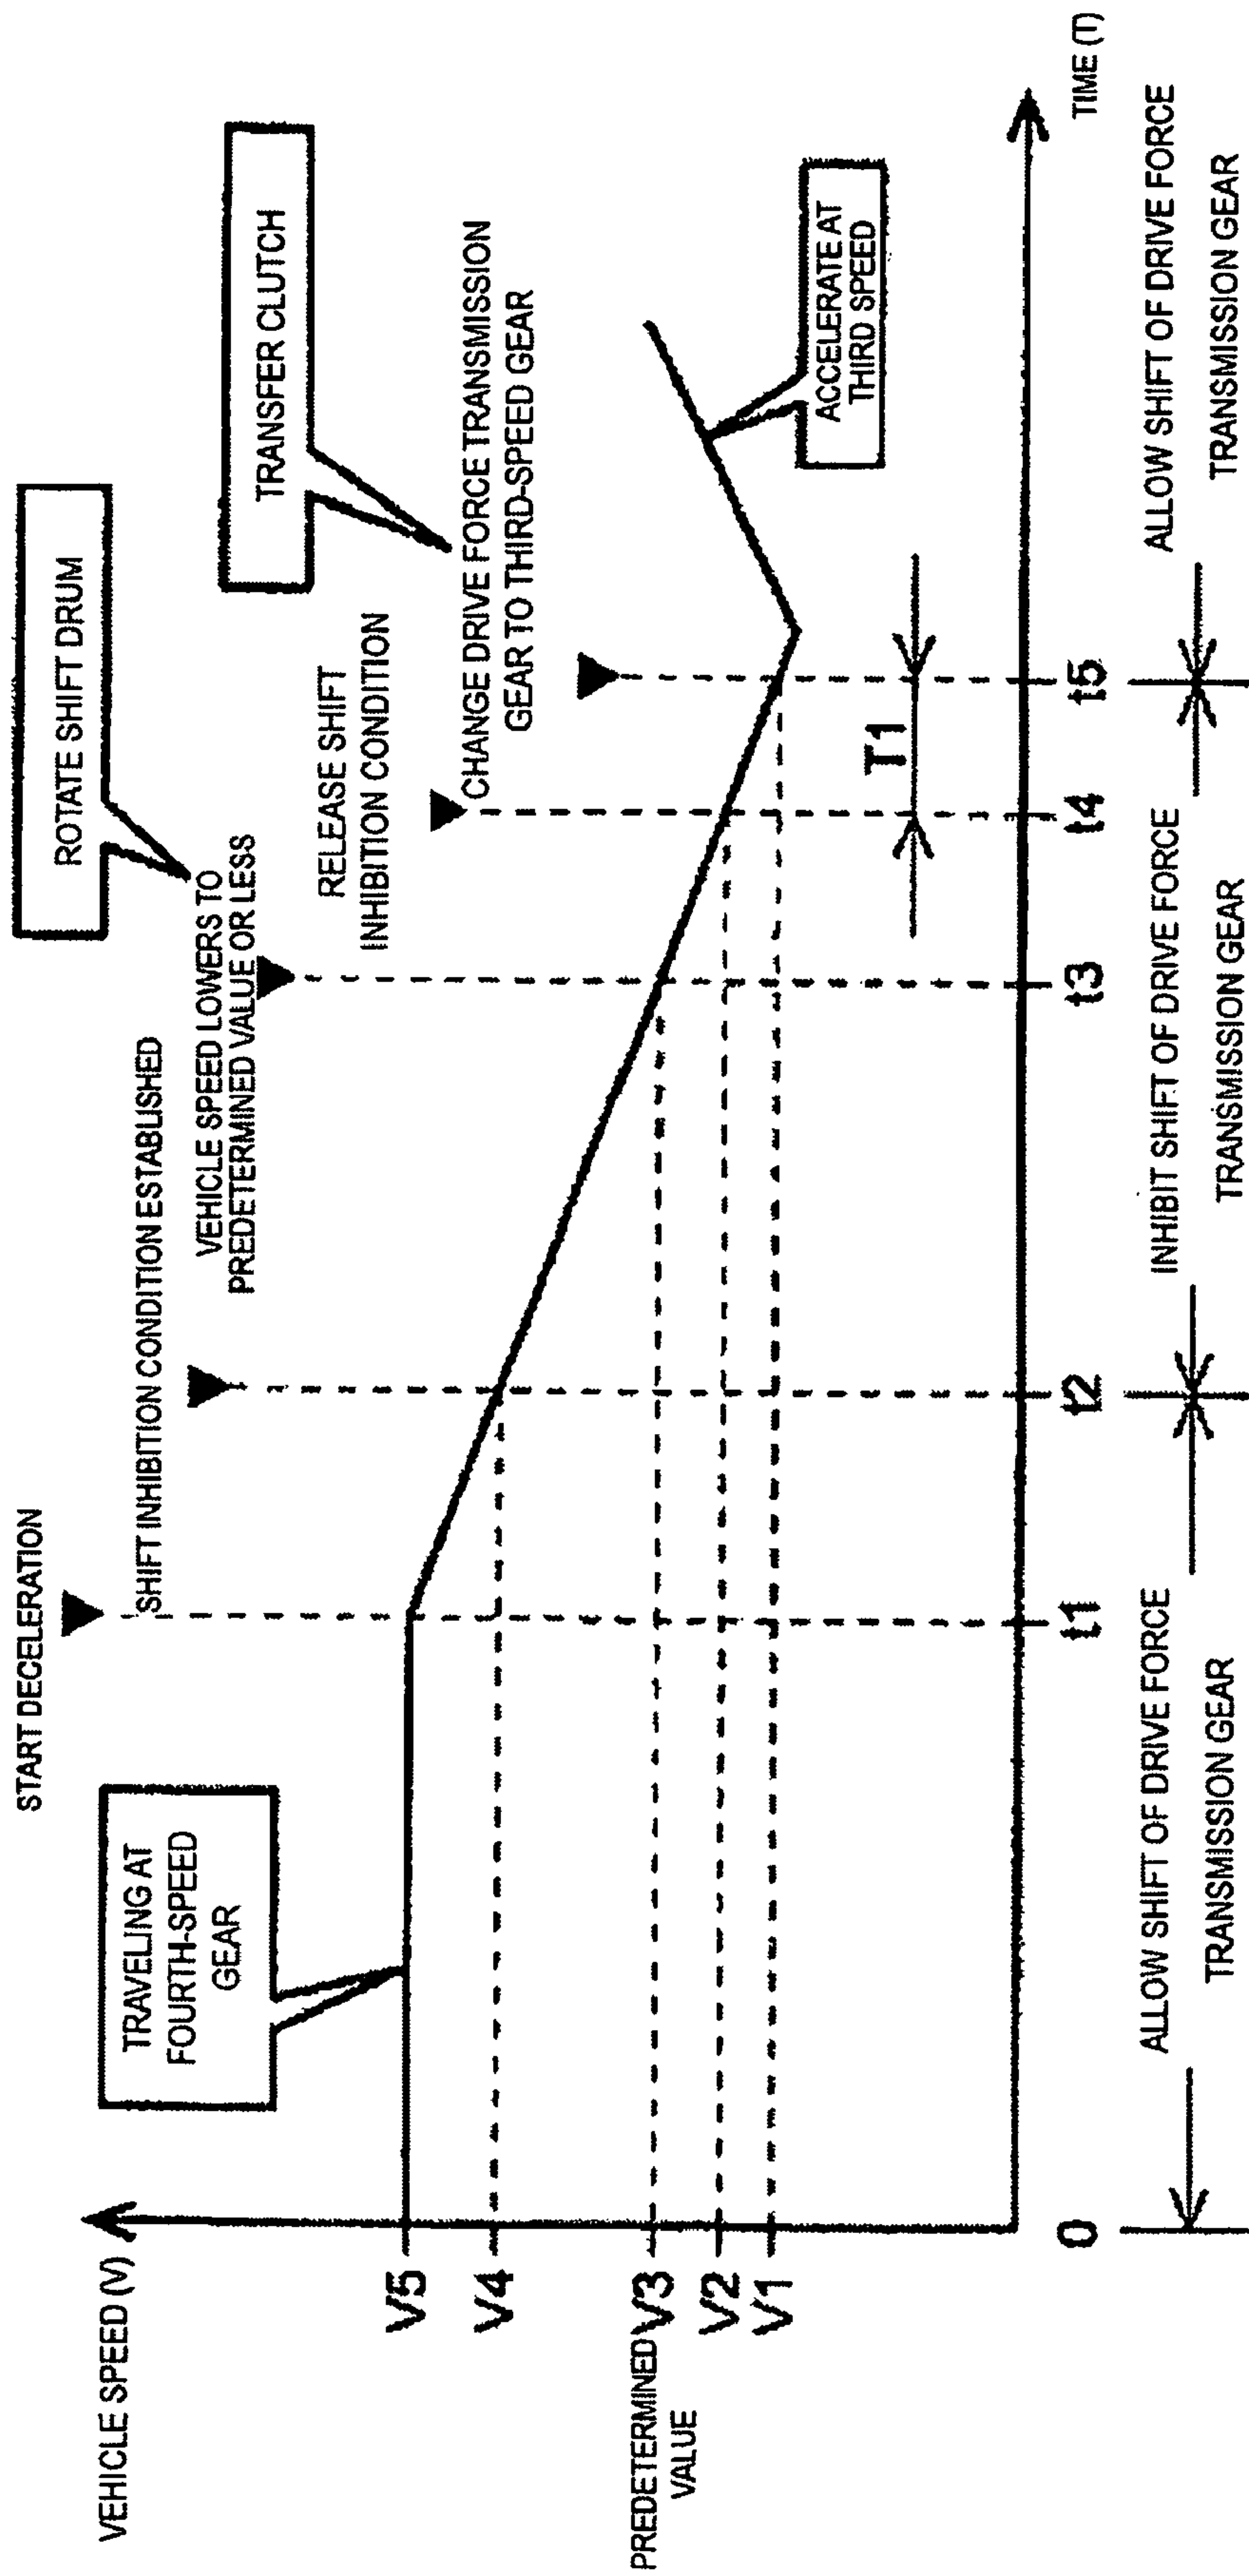 VEHICLE SPEED (V)
START DECELERATION
ROTATE SHIFT DRUM
SHIFT INHIBITION CONDITION ESTABLISHED
VEHICLE SPEED LOWERS TO
PREDETERMINED VALUE OR LESS
TRANSFER CLUTCH
RELEASE SHIFT
INHIBITION CONDITION
CHANGE DRIVE FORCE TRANSMISSION
GEAR TO THIRD-SPEED GEAR
TRAVELING AT
FOURTH-SPEED
GEAR
ACCELERATE AT
THIRD SPEED
V5
V4
PREDETERMINED
VALUE
V3
V2
V1
T1
0
t1
t2
t3
t4
t5
TIME (T)
ALLOW SHIFT OF DRIVE FORCE
TRANSMISSION GEAR
INHIBIT SHIFT OF DRIVE FORCE
TRANSMISSION GEAR
ALLOW SHIFT OF DRIVE FORCE
TRANSMISSION GEAR